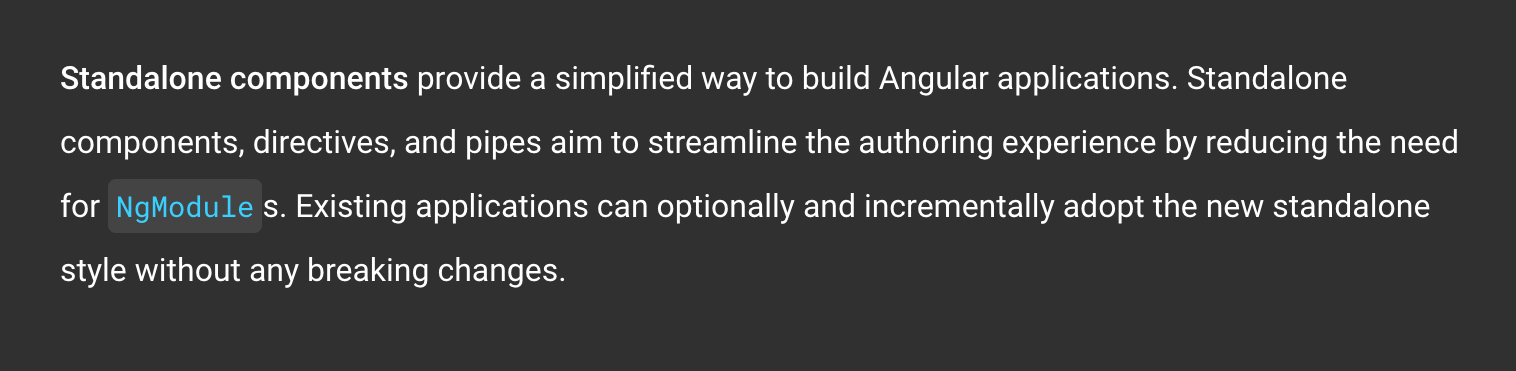 Standalone components provide a simplified way to build Angular applications. Standalone
components, directives, and pipes aim to streamline the authoring experience by reducing the need
for NgModules. Existing applications can optionally and incrementally adopt the new standalone
style without any breaking changes.